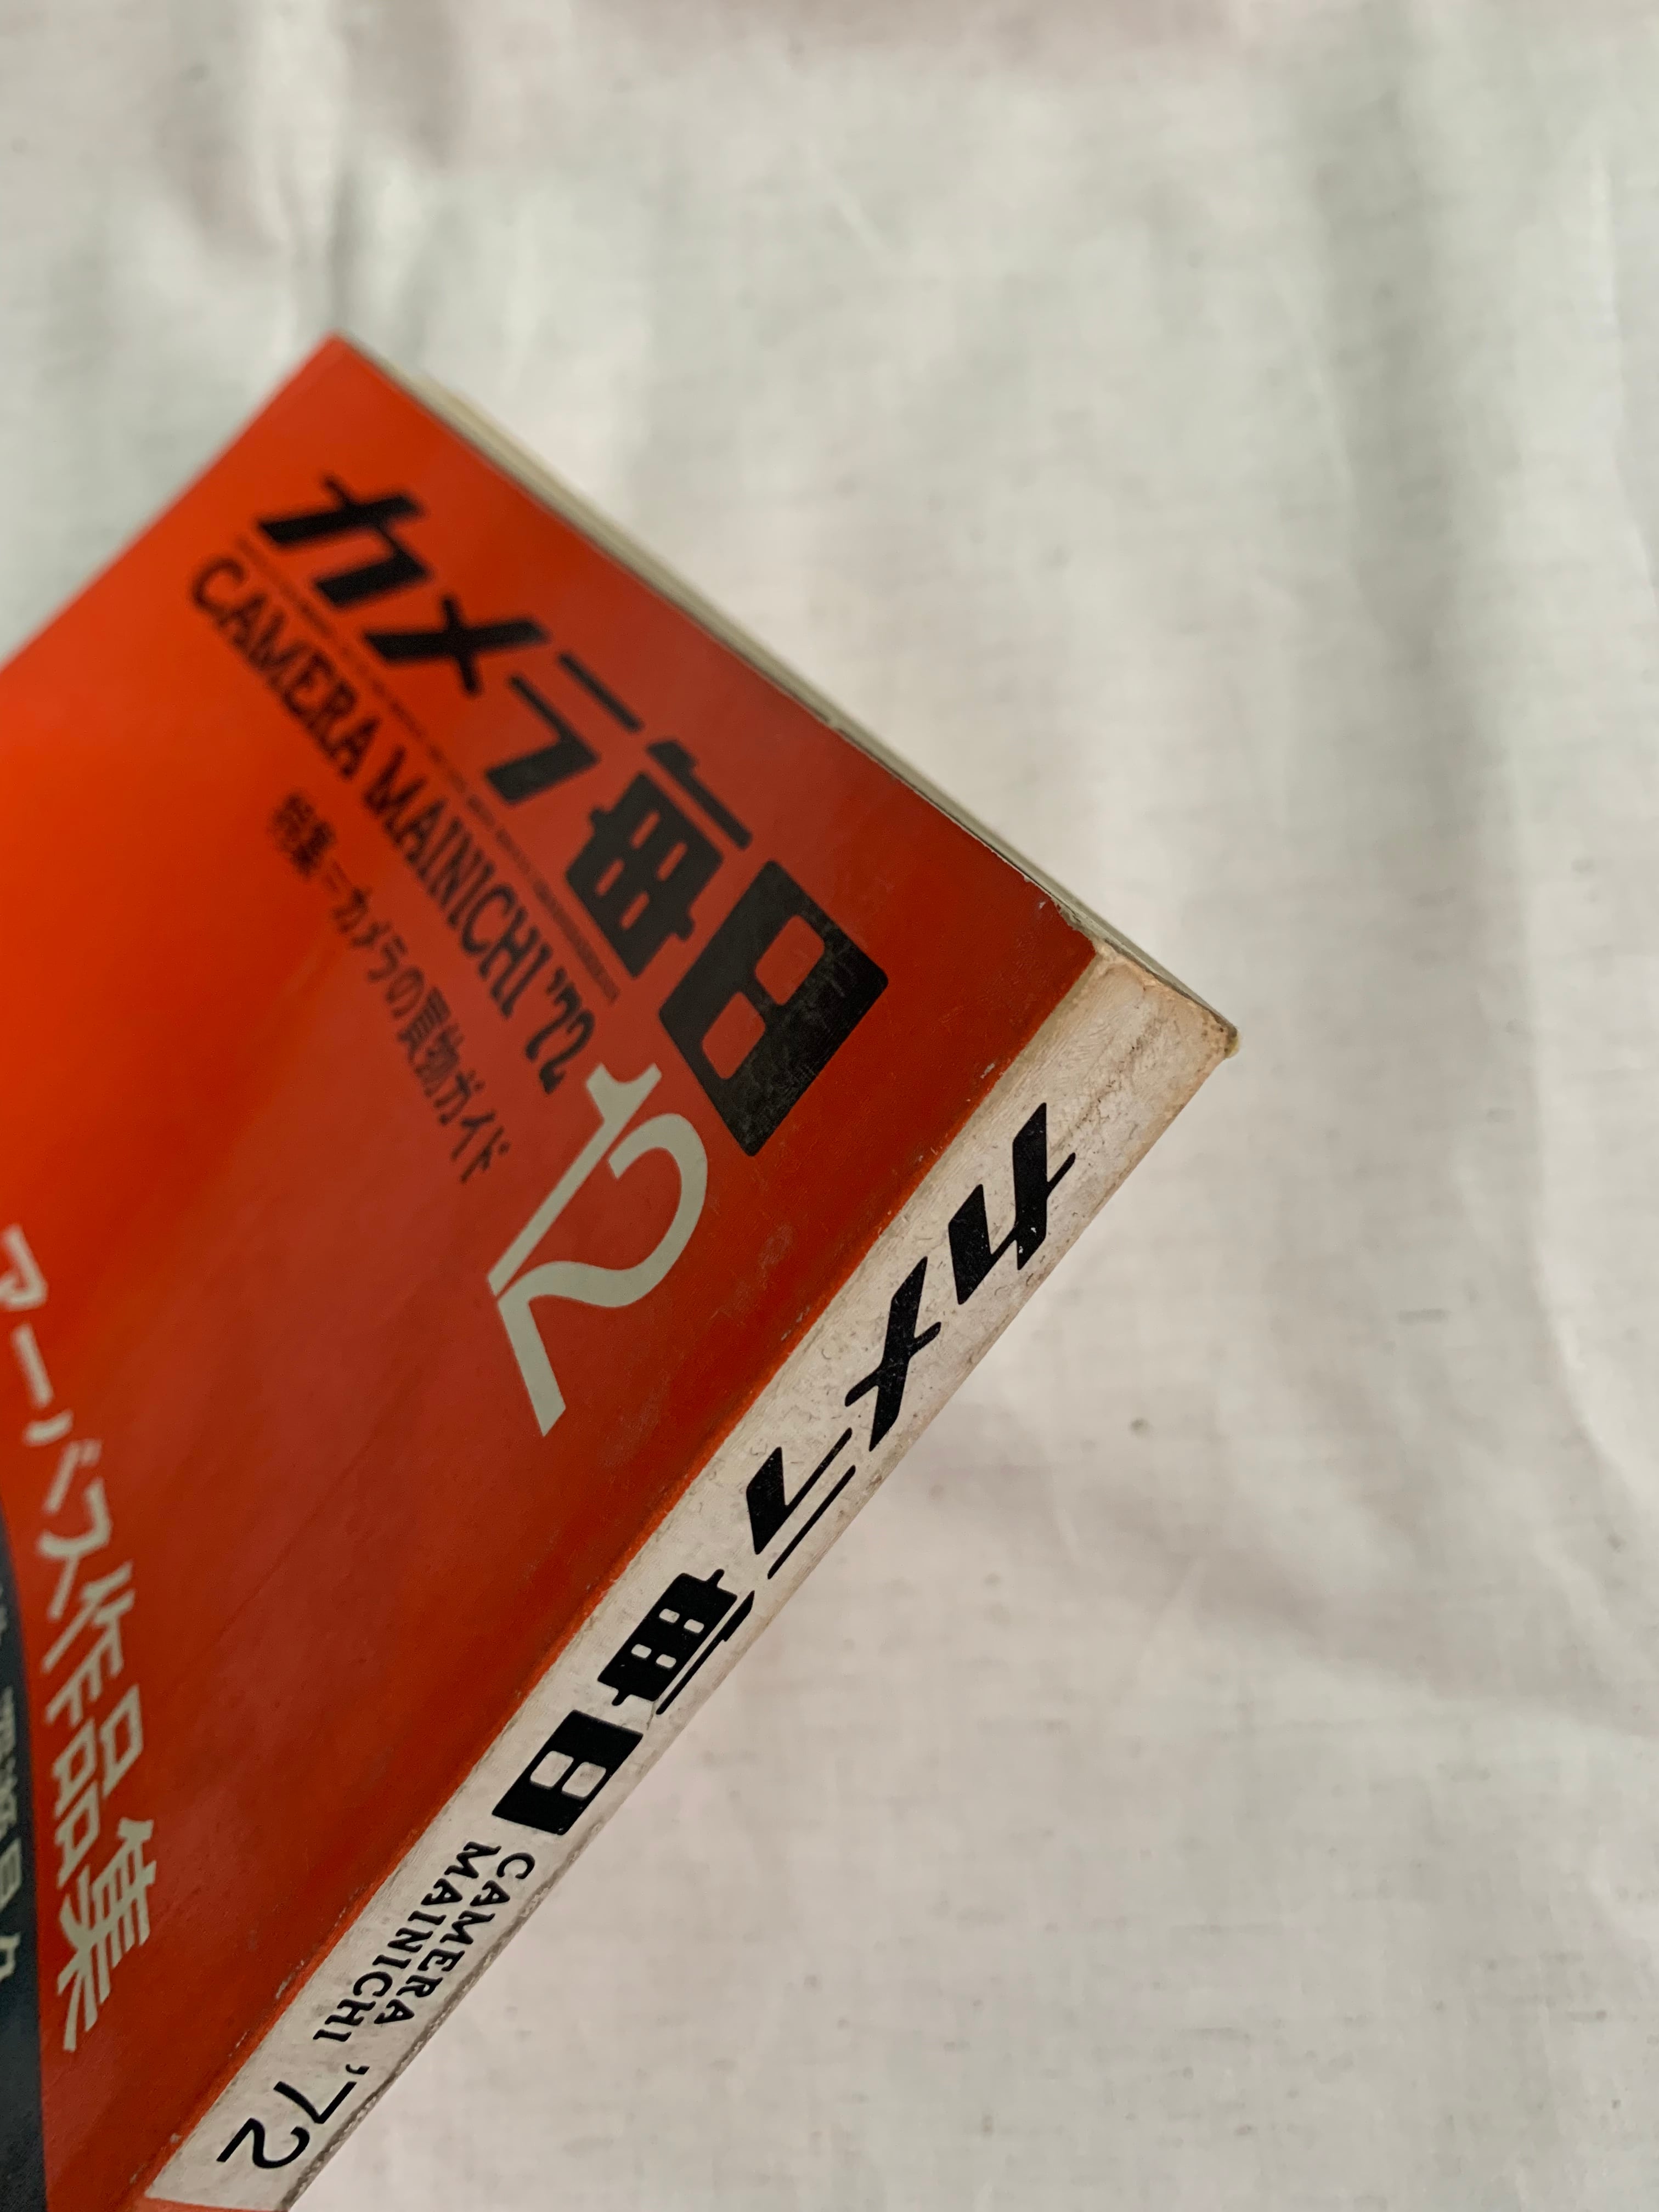 カメラ毎日
CAMERA MAINICHI '72
12
特集=カメラの買物ガイド
アーバス作品集
カメラ毎日
CAMERA
MAINICHI
'72